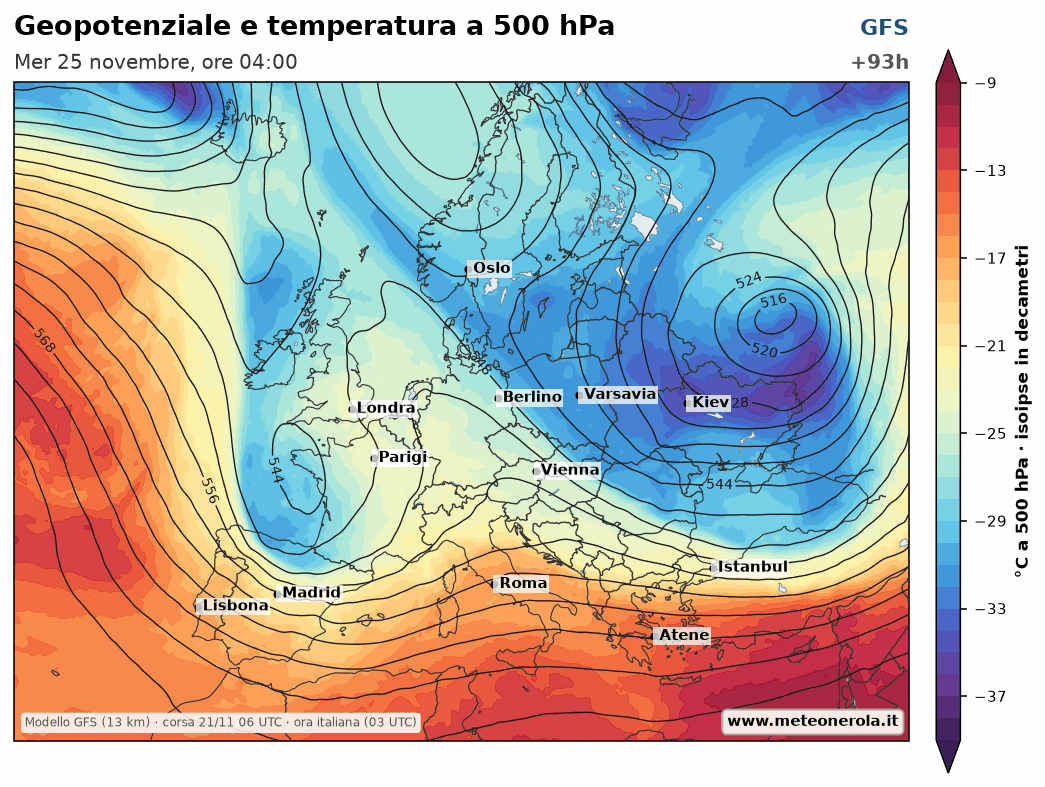 Geopotenziale e temperatura a 500 hPa
GFS
Mer 25 novembre, ore 04:00
+93h
−9
−13
−17
−21
−25
−29
−33
−37
°C a 500 hPa · isoipse in decametri
568
556
544
524
516
520
28
544
Oslo
Londra
Berlino
Varsavia
Kiev
Parigi
Vienna
Madrid
Lisbona
Roma
Istanbul
Atene
Modello GFS (13 km) · corsa 21/11 06 UTC · ora italiana (03 UTC)
www.meteonerola.it